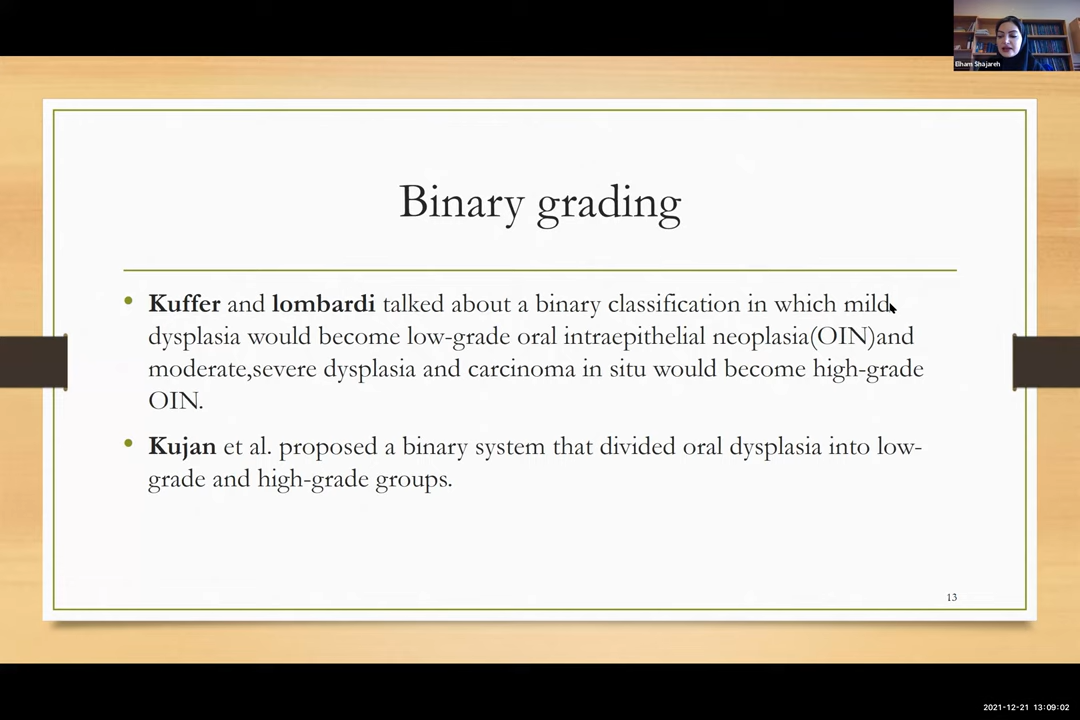 Elham Shajareh
Binary grading
• Kuffer and lombardi talked about a binary classification in which mild
dysplasia would become low-grade oral intraepithelial neoplasia(OIN)and
moderate,severe dysplasia and carcinoma in situ would become high-grade
OIN.
• Kujan et al. proposed a binary system that divided oral dysplasia into low-
grade and high-grade groups.
13
2021-12-21 13:09:02